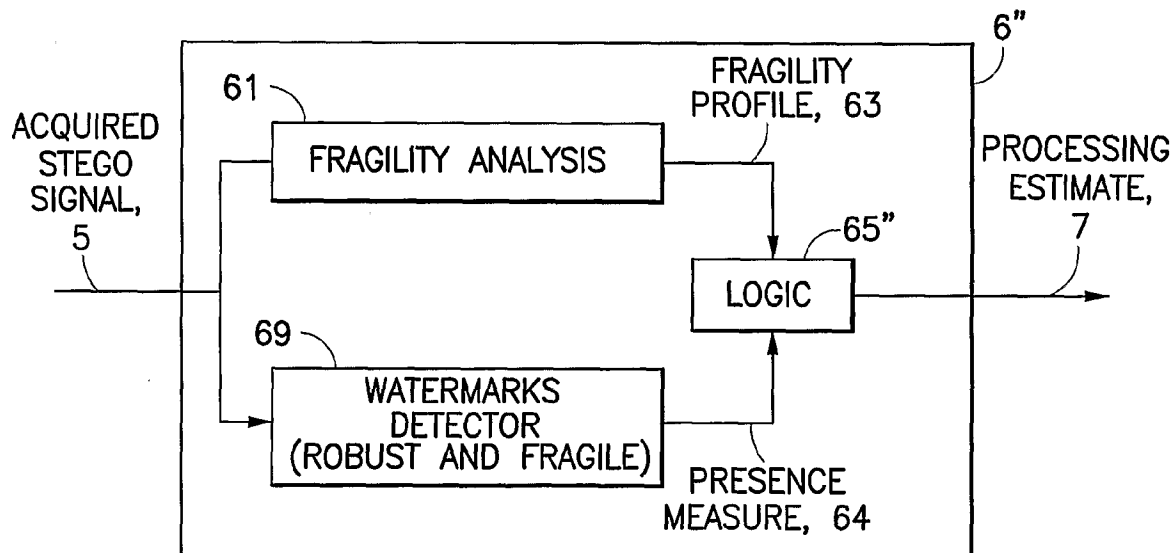 6”
61
FRAGILITY
PROFILE, 63
ACQUIRED
STEGO
SIGNAL,
5
FRAGILITY ANALYSIS
PROCESSING
ESTIMATE,
7
65”
LOGIC
69
WATERMARKS
DETECTOR
(ROBUST AND FRAGILE)
PRESENCE
MEASURE, 64